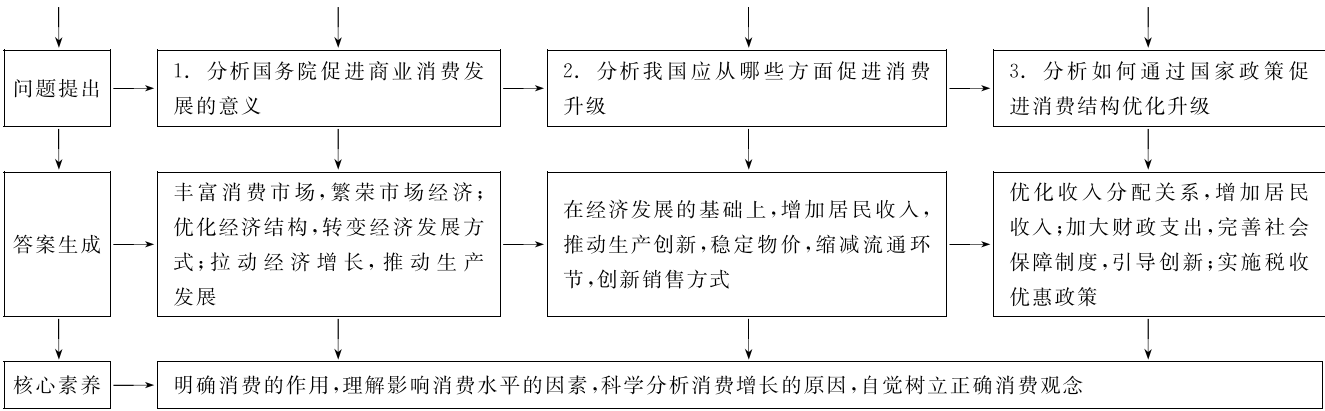 问题提出
1. 分析国务院促进商业消费发
展的意义
2. 分析我国应从哪些方面促进消费
升级
3. 分析如何通过国家政策促
进消费结构优化升级
答案生成
丰富消费市场,繁荣市场经济;
优化经济结构,转变经济发展方
式;拉动经济增长,推动生产
发展
在经济发展的基础上,增加居民收入,
推动生产创新,稳定物价,缩减流通环
节,创新销售方式
优化收入分配关系,增加居民
收入;加大财政支出,完善社会
保障制度,引导创新;实施税收
优惠政策
核心素养
明确消费的作用,理解影响消费水平的因素,科学分析消费增长的原因,自觉树立正确消费观念